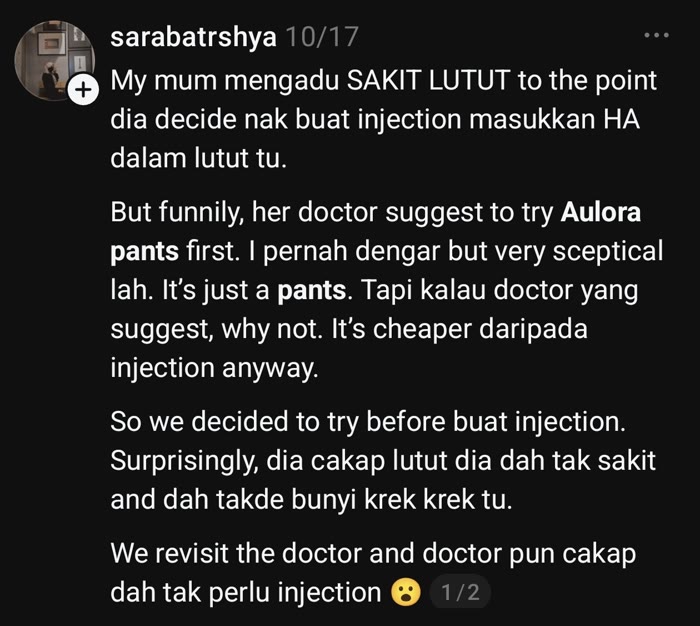 sarabatrshya 10/17
My mum mengadu SAKIT LUTUT to the point
dia decide nak buat injection masukkan HA
dalam lutut tu.
But funnily, her doctor suggest to try Aulora
pants first. I pernah dengar but very sceptical
lah. It’s just a pants. Tapi kalau doctor yang
suggest, why not. It’s cheaper daripada
injection anyway.
So we decided to try before buat injection.
Surprisingly, dia cakap lutut dia dah tak sakit
and dah takde bunyi krek krek tu.
We revisit the doctor and doctor pun cakap
dah tak perlu injection 😮 1/2